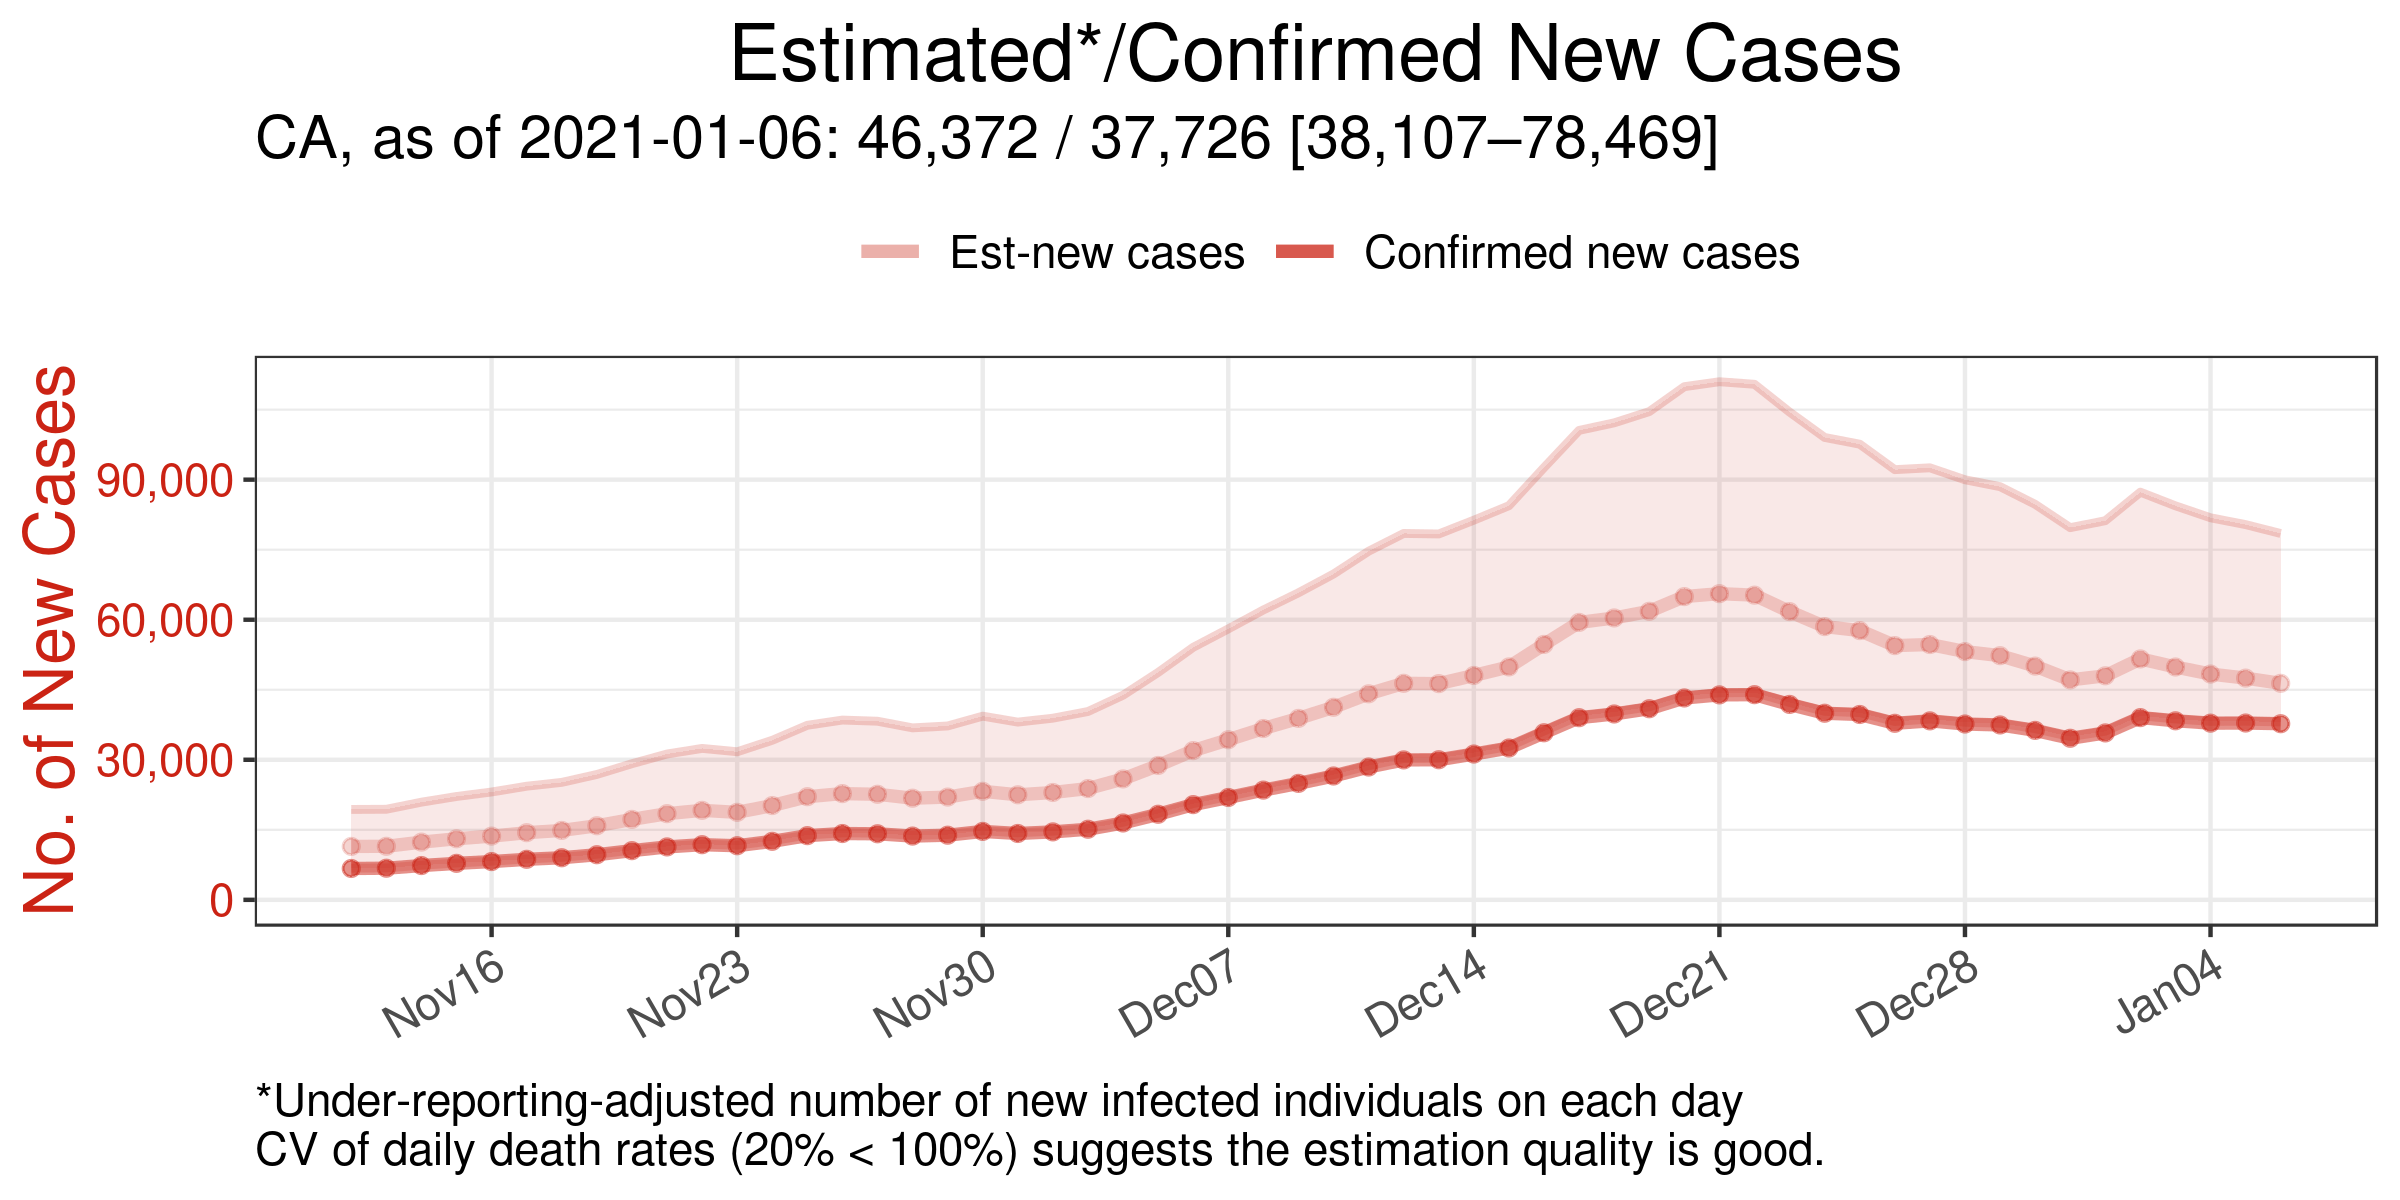 Estimated*/Confirmed New Cases
CA, as of 2021-01-06: 46,372 / 37,726 [38,107–78,469]
Est-new cases
Confirmed new cases
No. of New Cases
90,000
60,000
30,000
0
Nov16
Nov23
Nov30
Dec07
Dec14
Dec21
Dec28
Jan04
*Under-reporting-adjusted number of new infected individuals on each day
CV of daily death rates (20% < 100%) suggests the estimation quality is good.